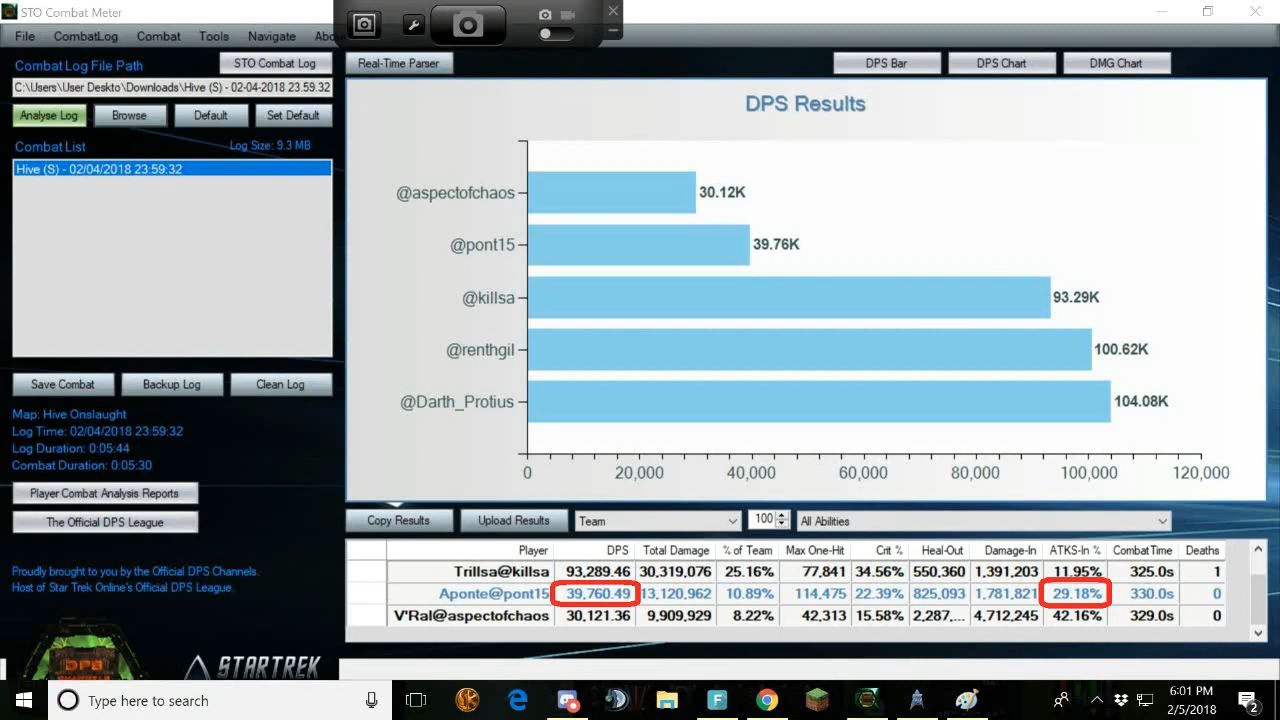 STO Combat Meter
File CombatLog Combat Tools Navigate Abo
Combat Log File Path
STO Combat Log
C:\Users\User Deskto\Downloads\Hive (S) - 02-04-2018 23.59.32
Analyse Log Browse Default Set Default
Combat List
Log Size: 9.3 MB
Hive (S) - 02/04/2018 23:59:32
Save Combat Backup Log Clean Log
Map: Hive Onslaught
Log Time: 02/04/2018 23:59:32
Log Duration: 0:05:44
Combat Duration: 0:05:30
Player Combat Analysis Reports
The Official DPS League
Proudly brought to you by the Official DPS Channels.
Host of Star Trek Online's Official DPS League.
DPS
STARTREK
Real-Time Parser DPS Bar DPS Chart DMG Chart
DPS Results
@aspectofchaos 30.12K
@pont15 39.76K
@killsa 93.29K
@renthgil 100.62K
@Darth_Protius 104.08K
0 20,000 40,000 60,000 80,000 100,000 120,000
Copy Results Upload Results Team 100 All Abilities
Player DPS Total Damage % of Team Max One-Hit Crit % Heal-Out Damage-In ATKS-In % CombatTime Deaths
Trillsa@killsa 93,289.46 30,319,076 25.16% 77,841 34.56% 550,360 1,391,203 11.95% 325.0s 1
Aponte@pont15 39,760.49 13,120,962 10.89% 114,475 22.39% 825,093 1,781,821 29.18% 330.0s 0
V'Ral@aspectofchaos 30,121.36 9,909,929 8.22% 42,313 15.58% 2,287,... 4,712,245 42.16% 329.0s 0
Type here to search
6:01 PM
2/5/2018
2